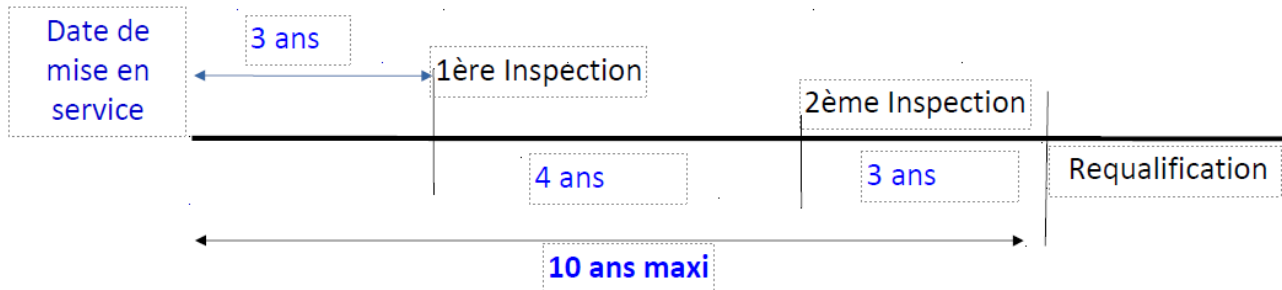 Date de
mise en
service
3 ans
1ère Inspection
2ème Inspection
4 ans
3 ans
Requalification
10 ans maxi